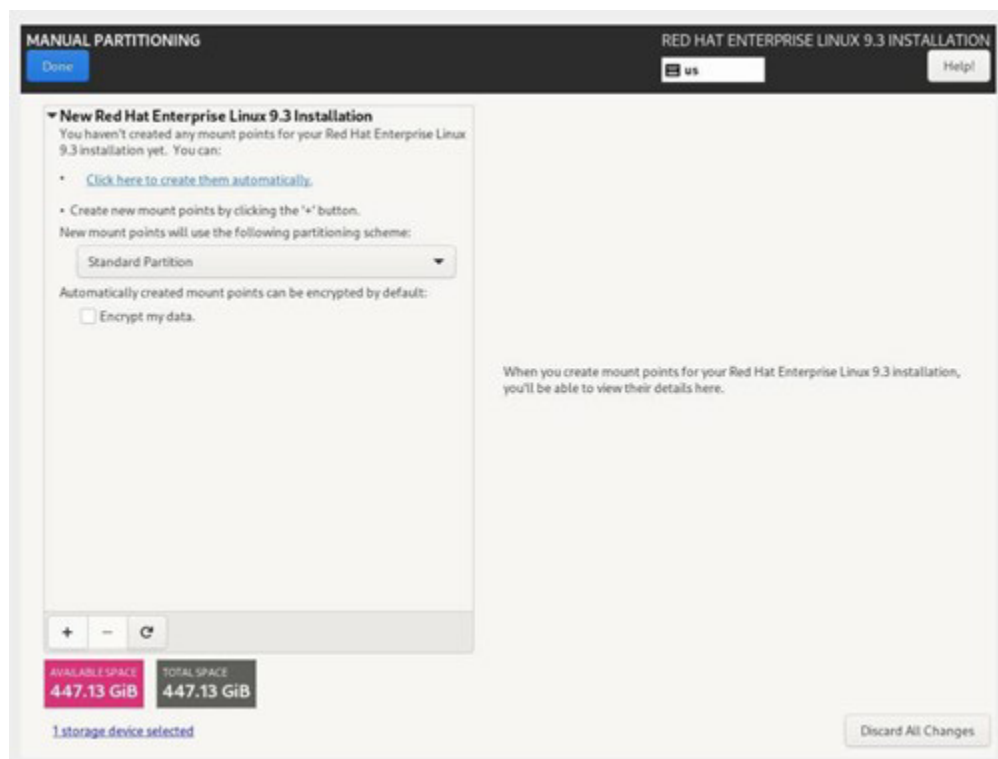 MANUAL PARTITIONING
RED HAT ENTERPRISE LINUX 9.3 INSTALLATION
Done
us
Help!
New Red Hat Enterprise Linux 9.3 Installation
You haven't created any mount points for your Red Hat Enterprise Linux
9.3 installation yet. You can:
• Click here to create them automatically.
• Create new mount points by clicking the '+' button.
New mount points will use the following partitioning scheme:
Standard Partition
Automatically created mount points can be encrypted by default:
Encrypt my data.
When you create mount points for your Red Hat Enterprise Linux 9.3 installation,
you'll be able to view their details here.
+ −
AVAILABLE SPACE
447.13 GiB
TOTAL SPACE
447.13 GiB
1 storage device selected
Discard All Changes